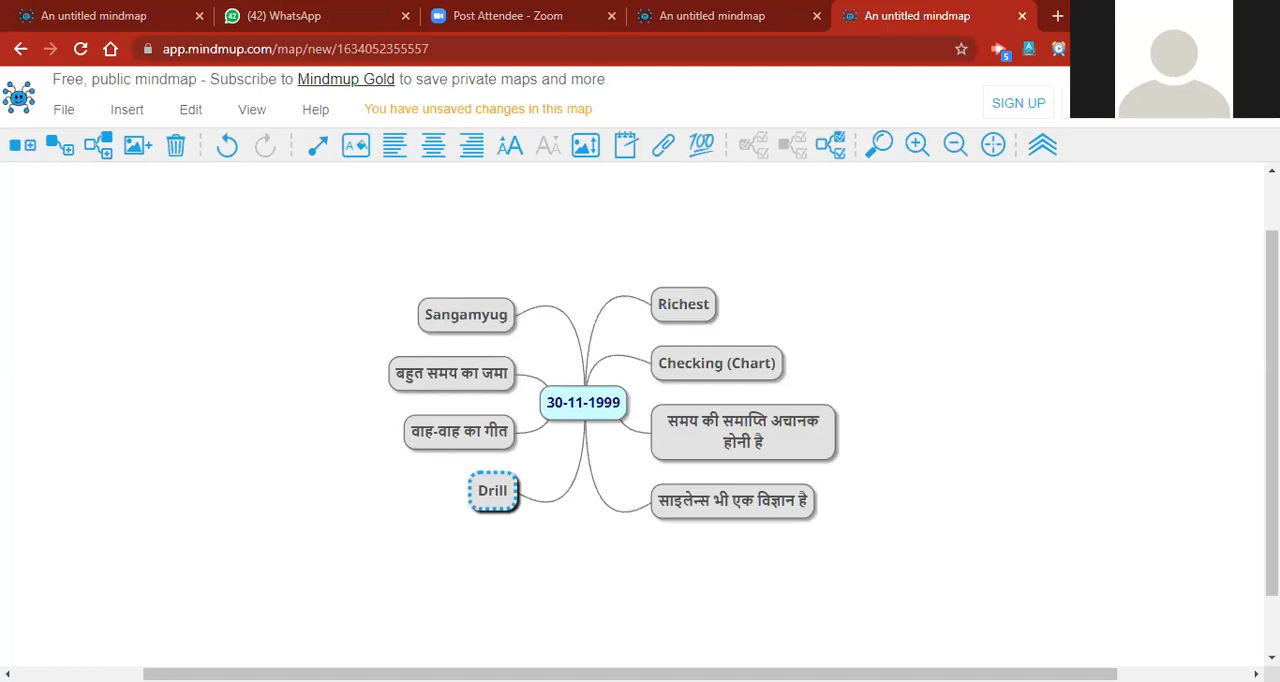 An untitled mindmap
(42) WhatsApp
Post Attendee - Zoom
An untitled mindmap
An untitled mindmap
app.mindmup.com/map/new/1634052355557
5
Free, public mindmap - Subscribe to Mindmup Gold to save private maps and more
File Insert Edit View Help You have unsaved changes in this map
SIGN UP
Sangamyug
बहुत समय का जमा
वाह-वाह का गीत
Drill
30-11-1999
Richest
Checking (Chart)
समय की समाप्ति अचानक
होनी है
साइलेन्स भी एक विज्ञान है